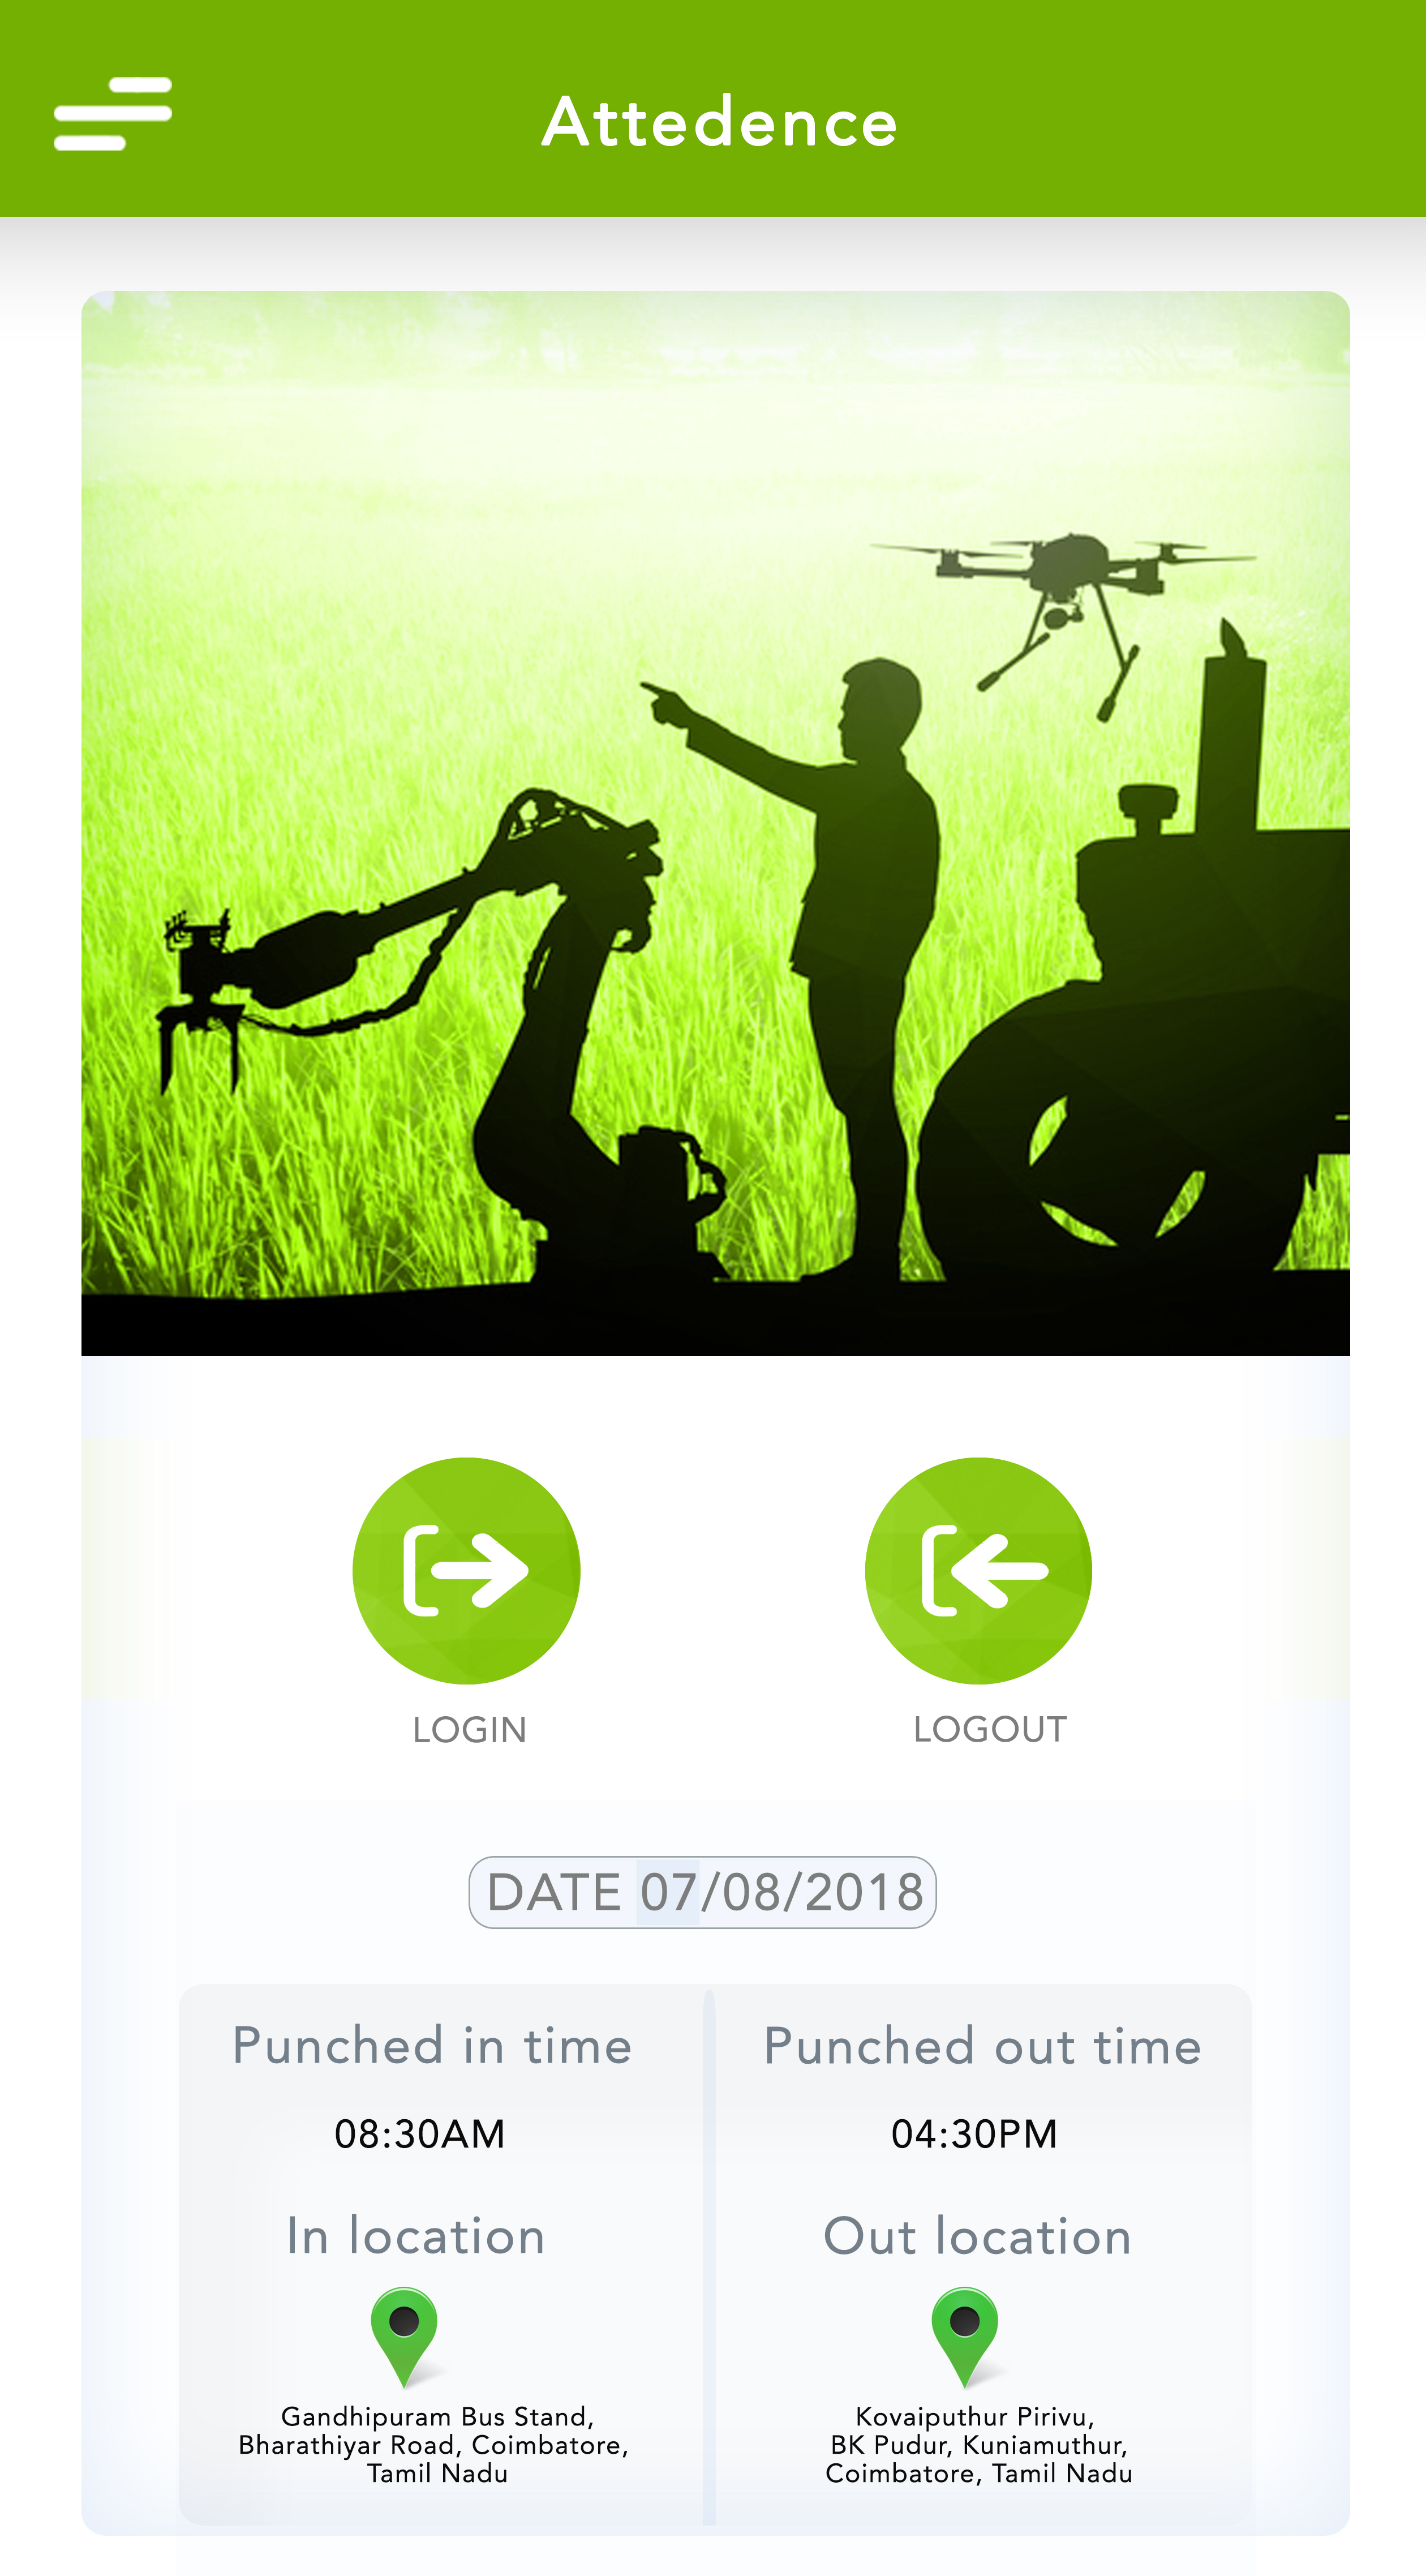 Attedence
LOGIN
LOGOUT
DATE 07/08/2018
Punched in time
Punched out time
08:30AM
04:30PM
In location
Out location
Gandhipuram Bus Stand,
Bharathiyar Road, Coimbatore,
Tamil Nadu
Kovaiputhur Pirivu,
BK Pudur, Kuniamuthur,
Coimbatore, Tamil Nadu